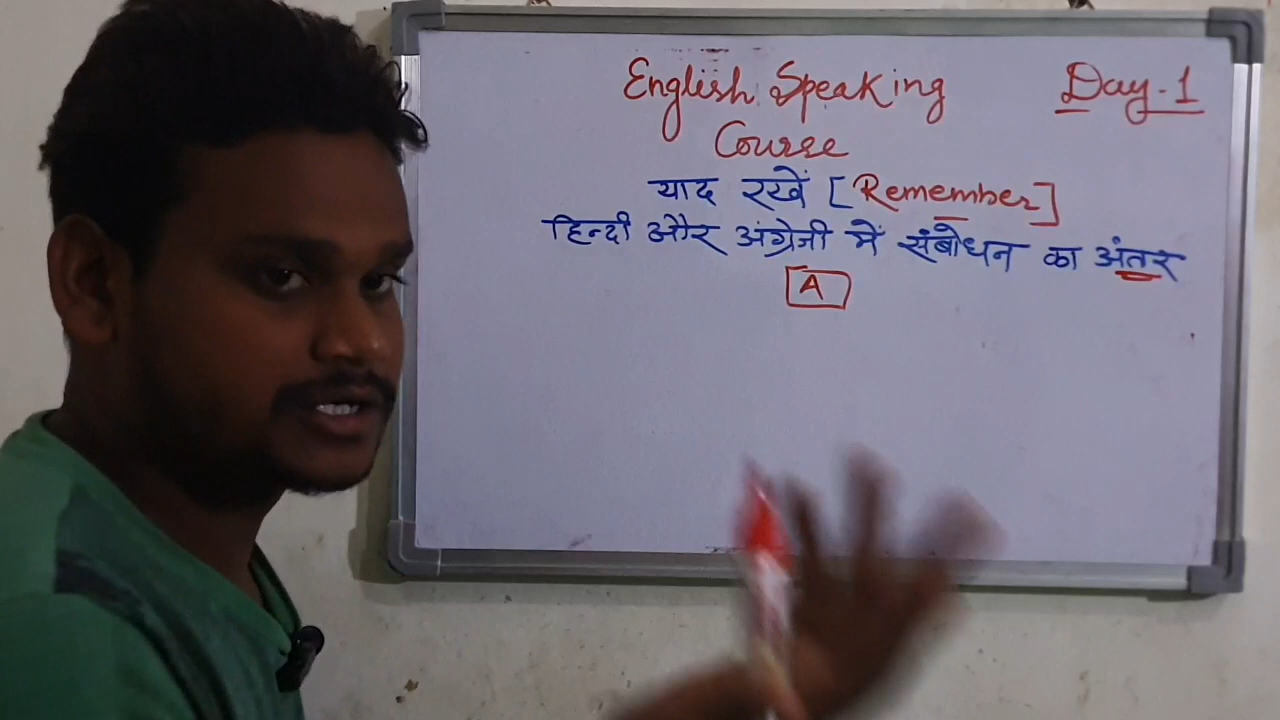 English Speaking Day-1
Course
याद रखें [Remember]
हिन्दी और अंग्रेजी में संबोधन का अंतर
A